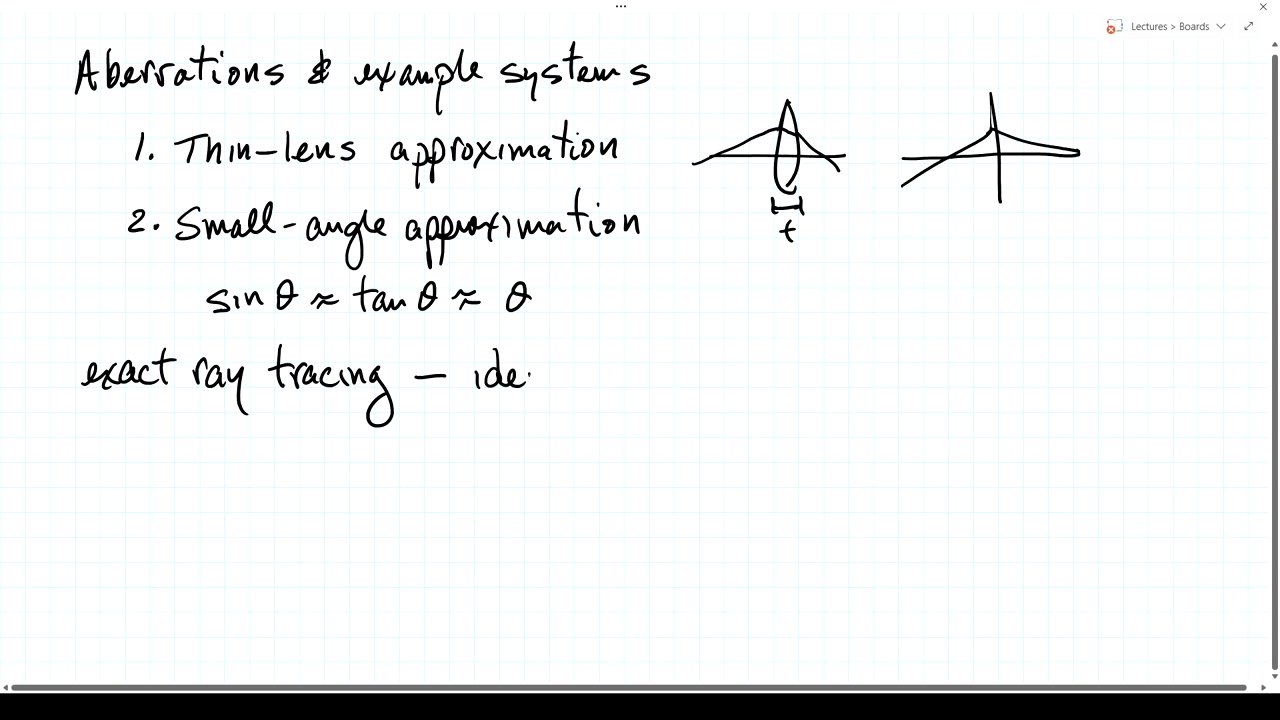 Aberrations & example systems
1. Thin-lens approximation
2. Small-angle approximation
sin θ ≈ tan θ ≈ θ
exact ray tracing — ide
t
Lectures > Boards